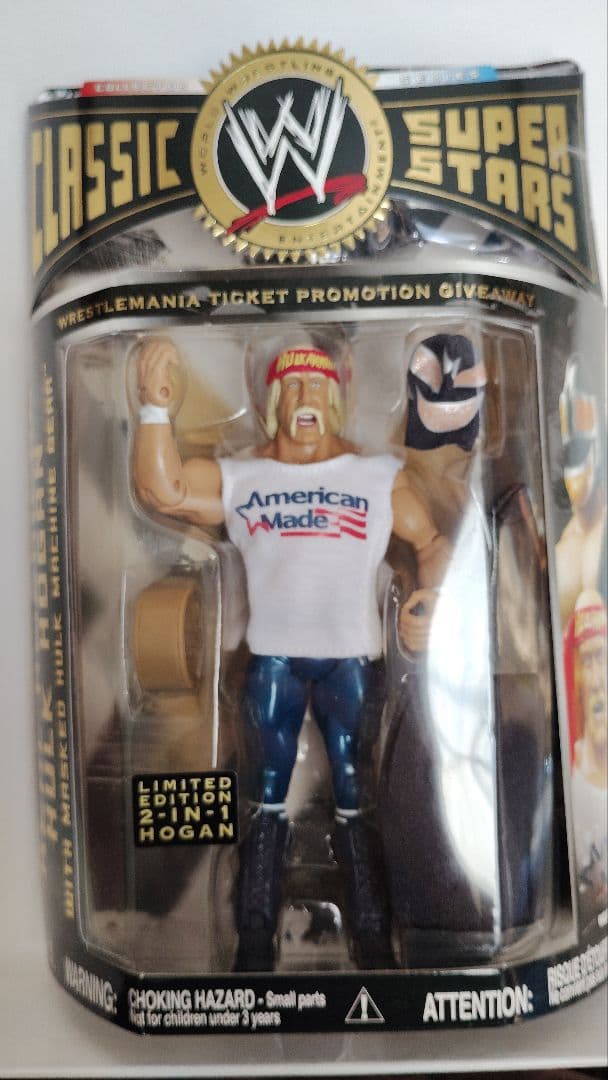 COLLECTOR SERIES
CLASSIC SUPER STARS
WORLD WRESTLING ENTERTAINMENT
W
WRESTLEMANIA TICKET PROMOTION GIVEAWAY
HULK HOGAN
WITH MASKED HULK MACHINE GEAR
HULKAMANIA
American
Made
LIMITED
EDITION
2-IN-1
HOGAN
WARNING:
CHOKING HAZARD - Small parts
Not for children under 3 years
ATTENTION: